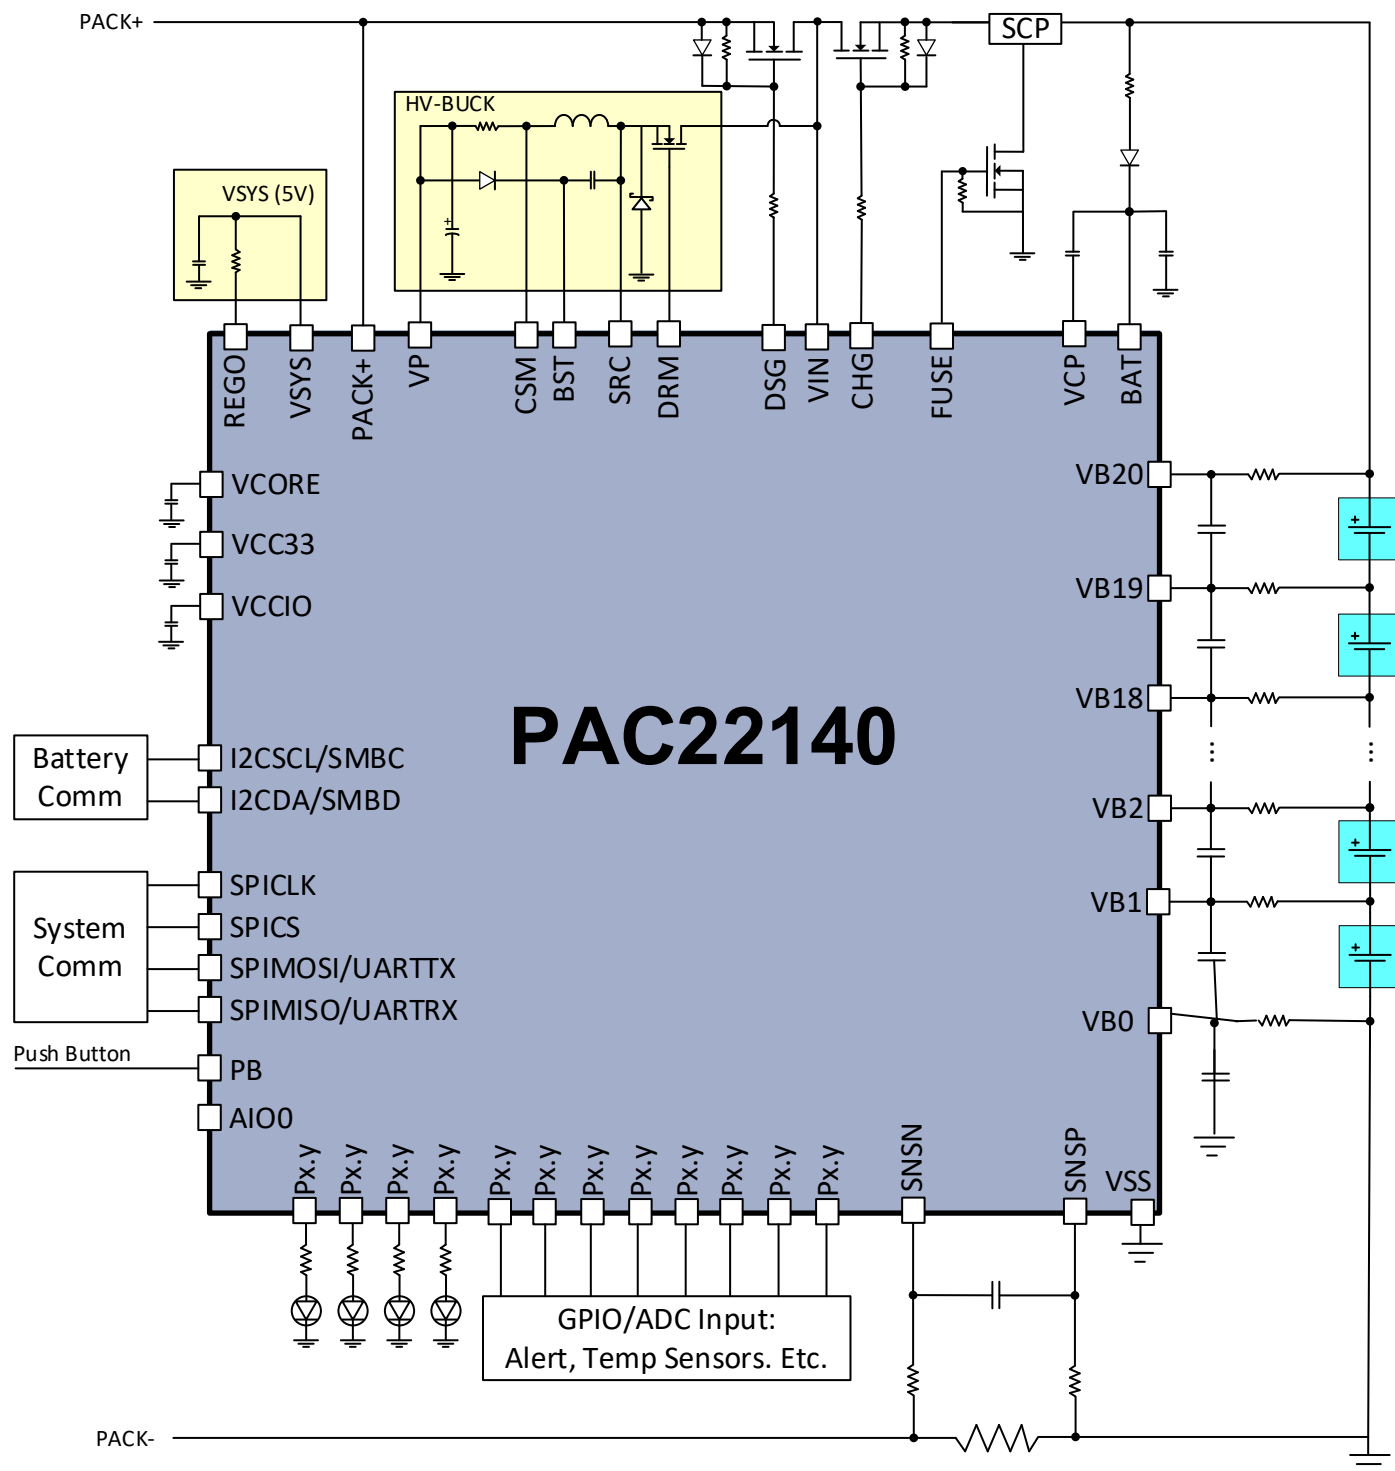 PACK+
SCP
HV-BUCK
+
VSYS (5V)
REGO
VSYS
PACK+
VP
CSM
BST
SRC
DRM
DSG
VIN
CHG
FUSE
VCP
BAT
VCORE
VCC33
VCCIO
VB20
+
VB19
+
VB18
PAC22140
Battery
Comm
I2CSCL/SMBC
I2CDA/SMBD
VB2
+
VB1
+
VB0
System
Comm
SPICLK
SPICS
SPIMOSI/UARTTX
SPIMISO/UARTRX
Push Button
PB
AIO0
Px.y
Px.y
Px.y
Px.y
Px.y
Px.y
Px.y
Px.y
Px.y
Px.y
Px.y
Px.y
SNSN
SNSP
VSS
GPIO/ADC Input:
Alert, Temp Sensors. Etc.
PACK-